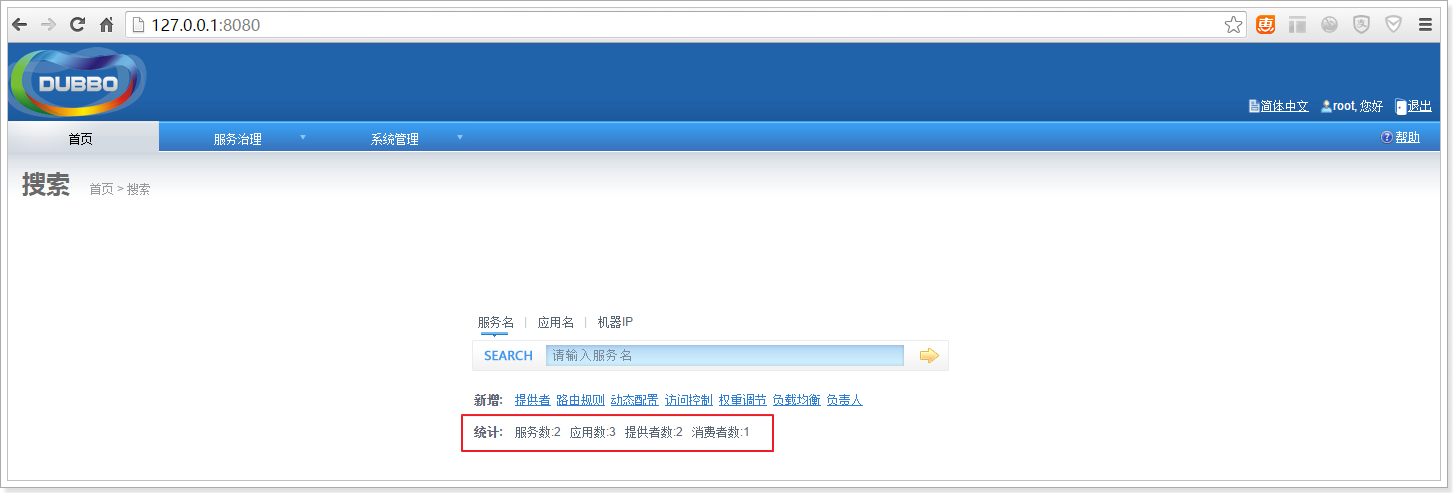 127.0.0.1:8080
DUBBO
简体中文 root, 您好 退出
首页 服务治理 系统管理 帮助
搜索 首页 > 搜索
服务名 | 应用名 | 机器IP
SEARCH 请输入服务名
新增: 提供者 路由规则 动态配置 访问控制 权重调节 负载均衡 负责人
统计: 服务数:2 应用数:3 提供者数:2 消费者数:1